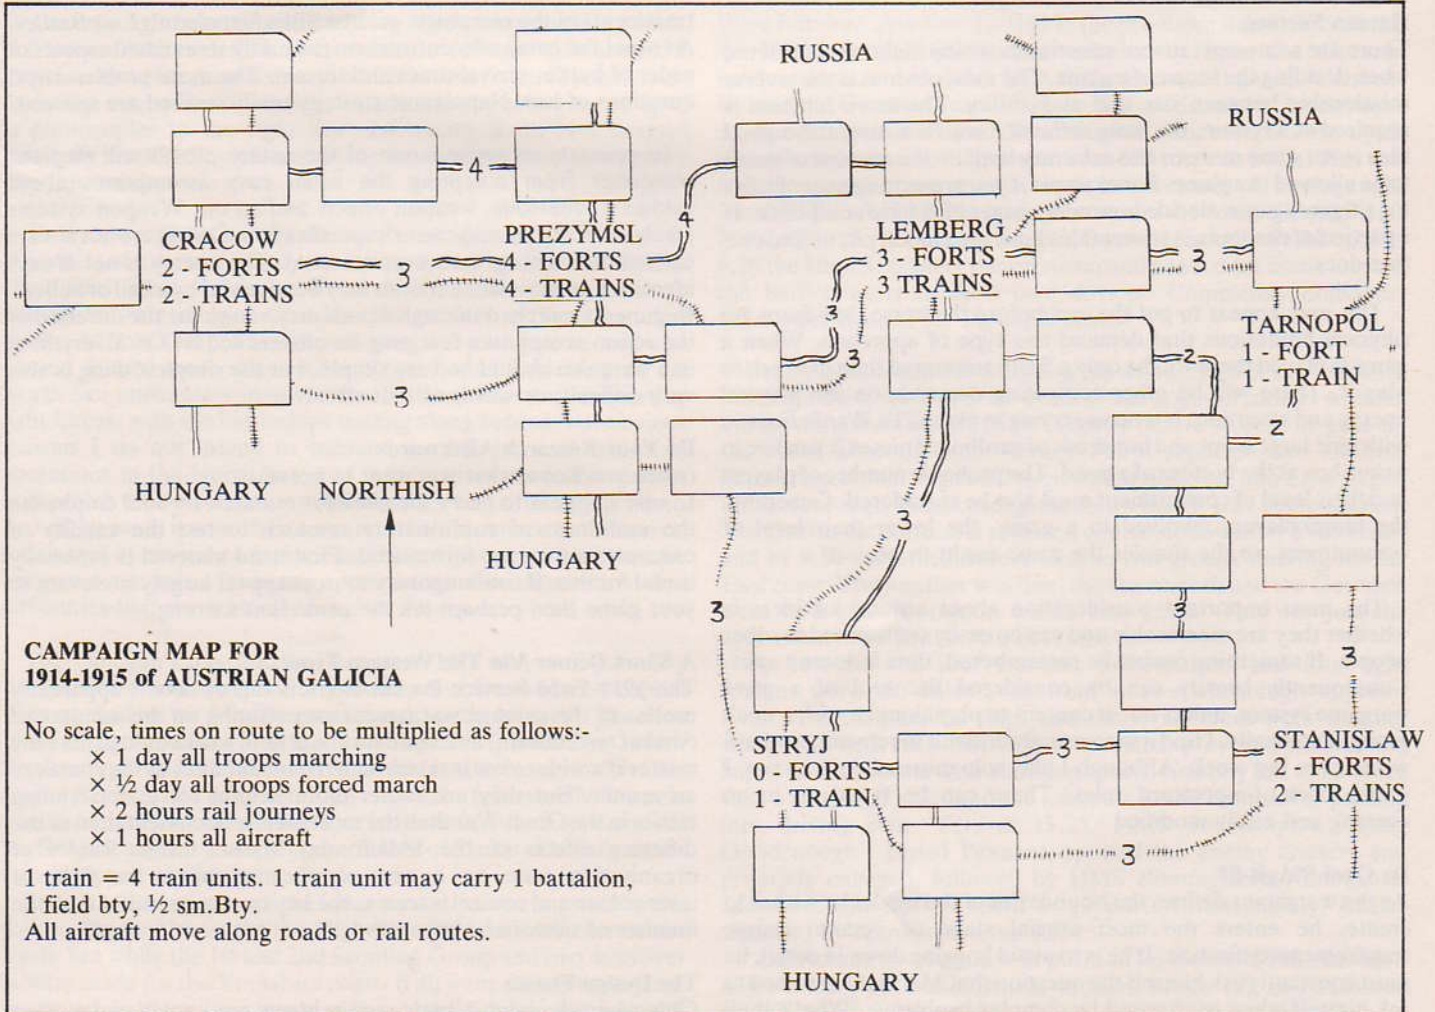 RUSSIA
RUSSIA
4
4
CRACOW
2 - FORTS
2 - TRAINS
3
PREZYMSL
4 - FORTS
4 - TRAINS
LEMBERG
3 - FORTS
3 TRAINS
3
3
3
TARNOPOL
1 - FORT
1 - TRAIN
2
3
2
HUNGARY
NORTHISH
HUNGARY
3
3
3
3
CAMPAIGN MAP FOR
1914-1915 of AUSTRIAN GALICIA
No scale, times on route to be multiplied as follows:-
× 1 day all troops marching
× ½ day all troops forced march
× 2 hours rail journeys
× 1 hours all aircraft
1 train = 4 train units. 1 train unit may carry 1 battalion,
1 field bty, ½ sm.Bty.
All aircraft move along roads or rail routes.
STRYJ
0 - FORTS
1 - TRAIN
3
STANISLAW
2 - FORTS
2 - TRAINS
3
HUNGARY